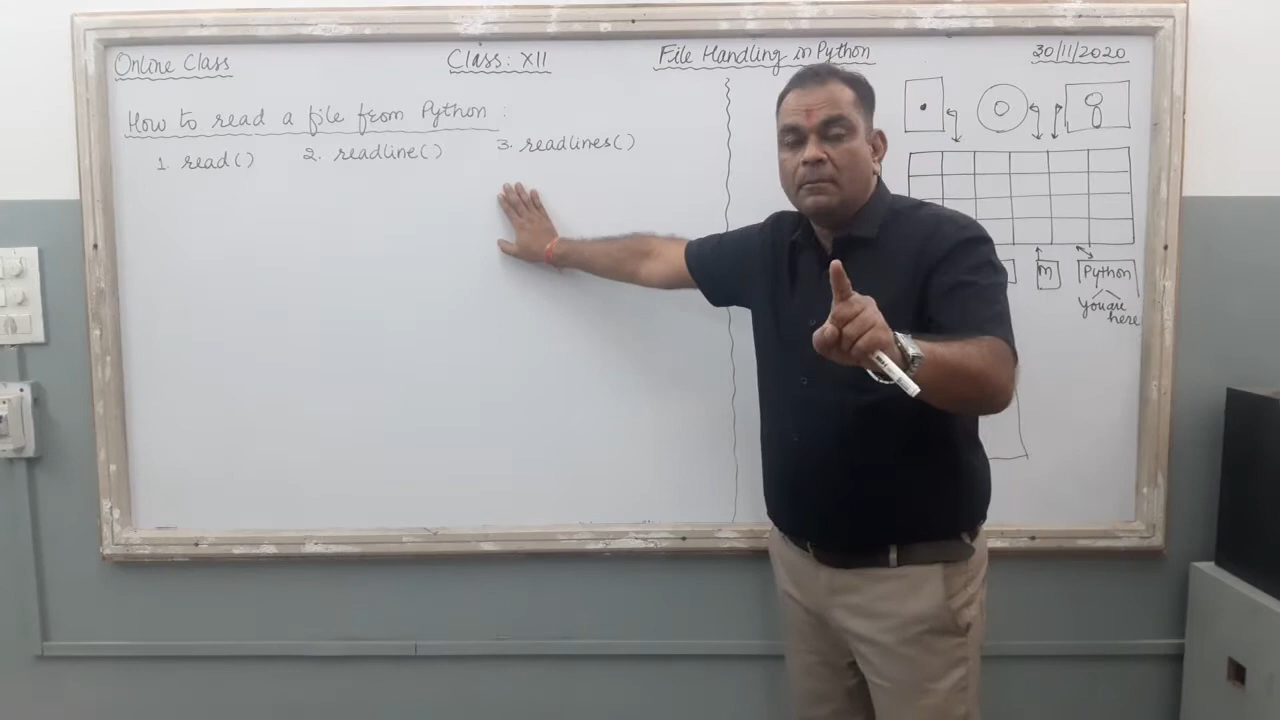 Online Class
Class: XII
File Handling in Python
30/11/2020
How to read a file from Python :
1. read() 2. readline() 3. readlines()
M
Python
You are
here